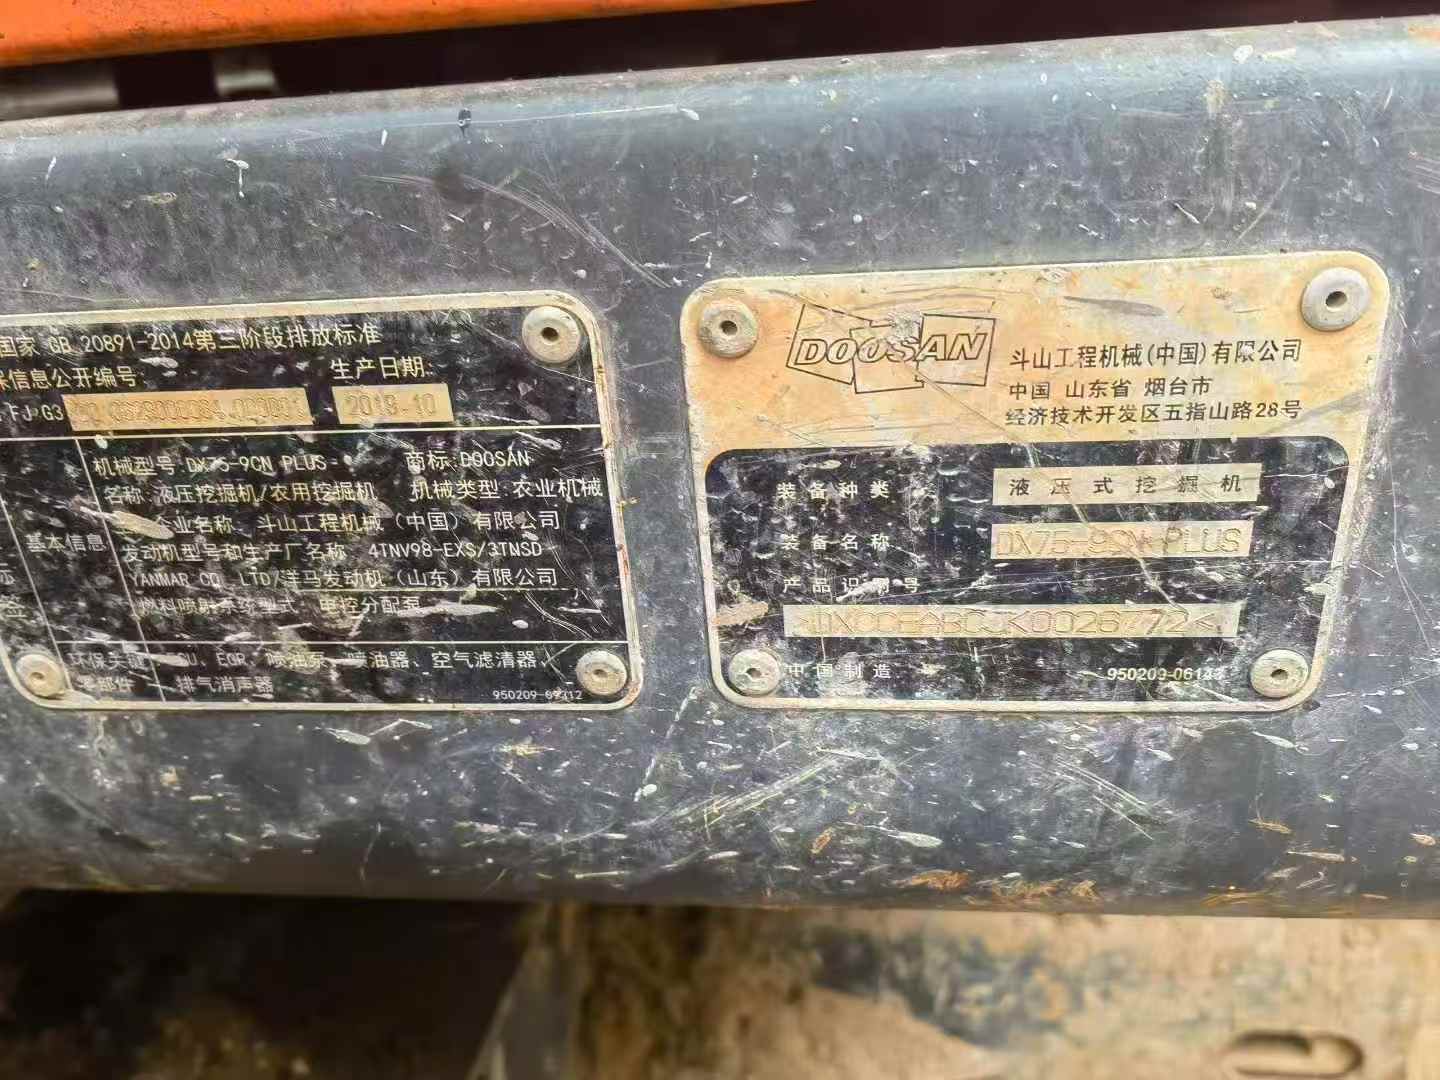 国家 GB 20891-2014第三阶段排放标准
保信息公开编号:
生产日期:
FJ G3
机械型号:DX75-9CN PLUS
商标:DOOSAN
名称:液压挖掘机/农用挖掘机
机械类型:农业机械
基本信息
企业名称: 斗山工程机械（中国）有限公司
发动机型号和生产厂名称: 4TNV98-EXS/3TNSD-
YANMAR CO., LTD/洋马发动机（山东）有限公司
燃料喷射系统型式: 电控分配泵
环保关键
零部件
ECU、EGR、喷油泵、喷油器、空气滤清器、
排气消声器
DOOSAN
斗山工程机械(中国)有限公司
中国 山东省 烟台市
经济技术开发区五指山路28号
装备种类
液压式挖掘机
装备名称
DX75-9CN PLUS
产品识别号
中国制造